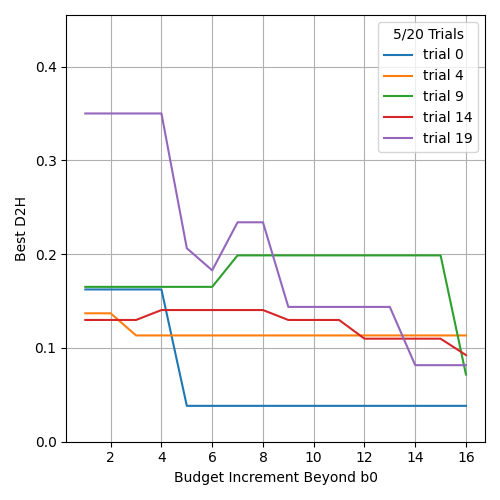 5/20 Trials
trial 0
trial 4
trial 9
trial 14
trial 19
Best D2H
0.4
0.3
0.2
0.1
0.0
2 4 6 8 10 12 14 16
Budget Increment Beyond b0